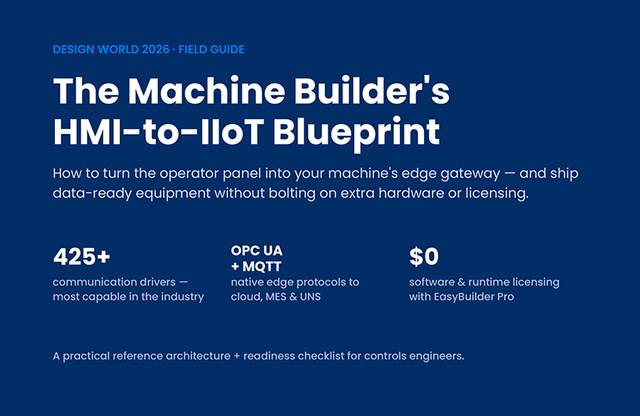 DESIGN WORLD 2026 · FIELD GUIDE
The Machine Builder's
HMI-to-IIoT Blueprint
How to turn the operator panel into your machine's edge gateway — and ship
data-ready equipment without bolting on extra hardware or licensing.
425+
communication drivers —
most capable in the industry
OPC UA
+ MQTT
native edge protocols to
cloud, MES & UNS
$0
software & runtime licensing
with EasyBuilder Pro
A practical reference architecture + readiness checklist for controls engineers.